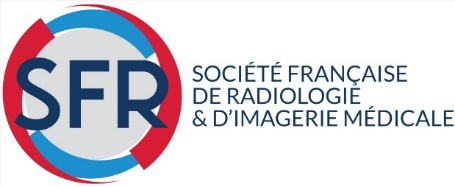 SFR
SOCIÉTÉ FRANÇAISE
DE RADIOLOGIE
& D'IMAGERIE MÉDICALE